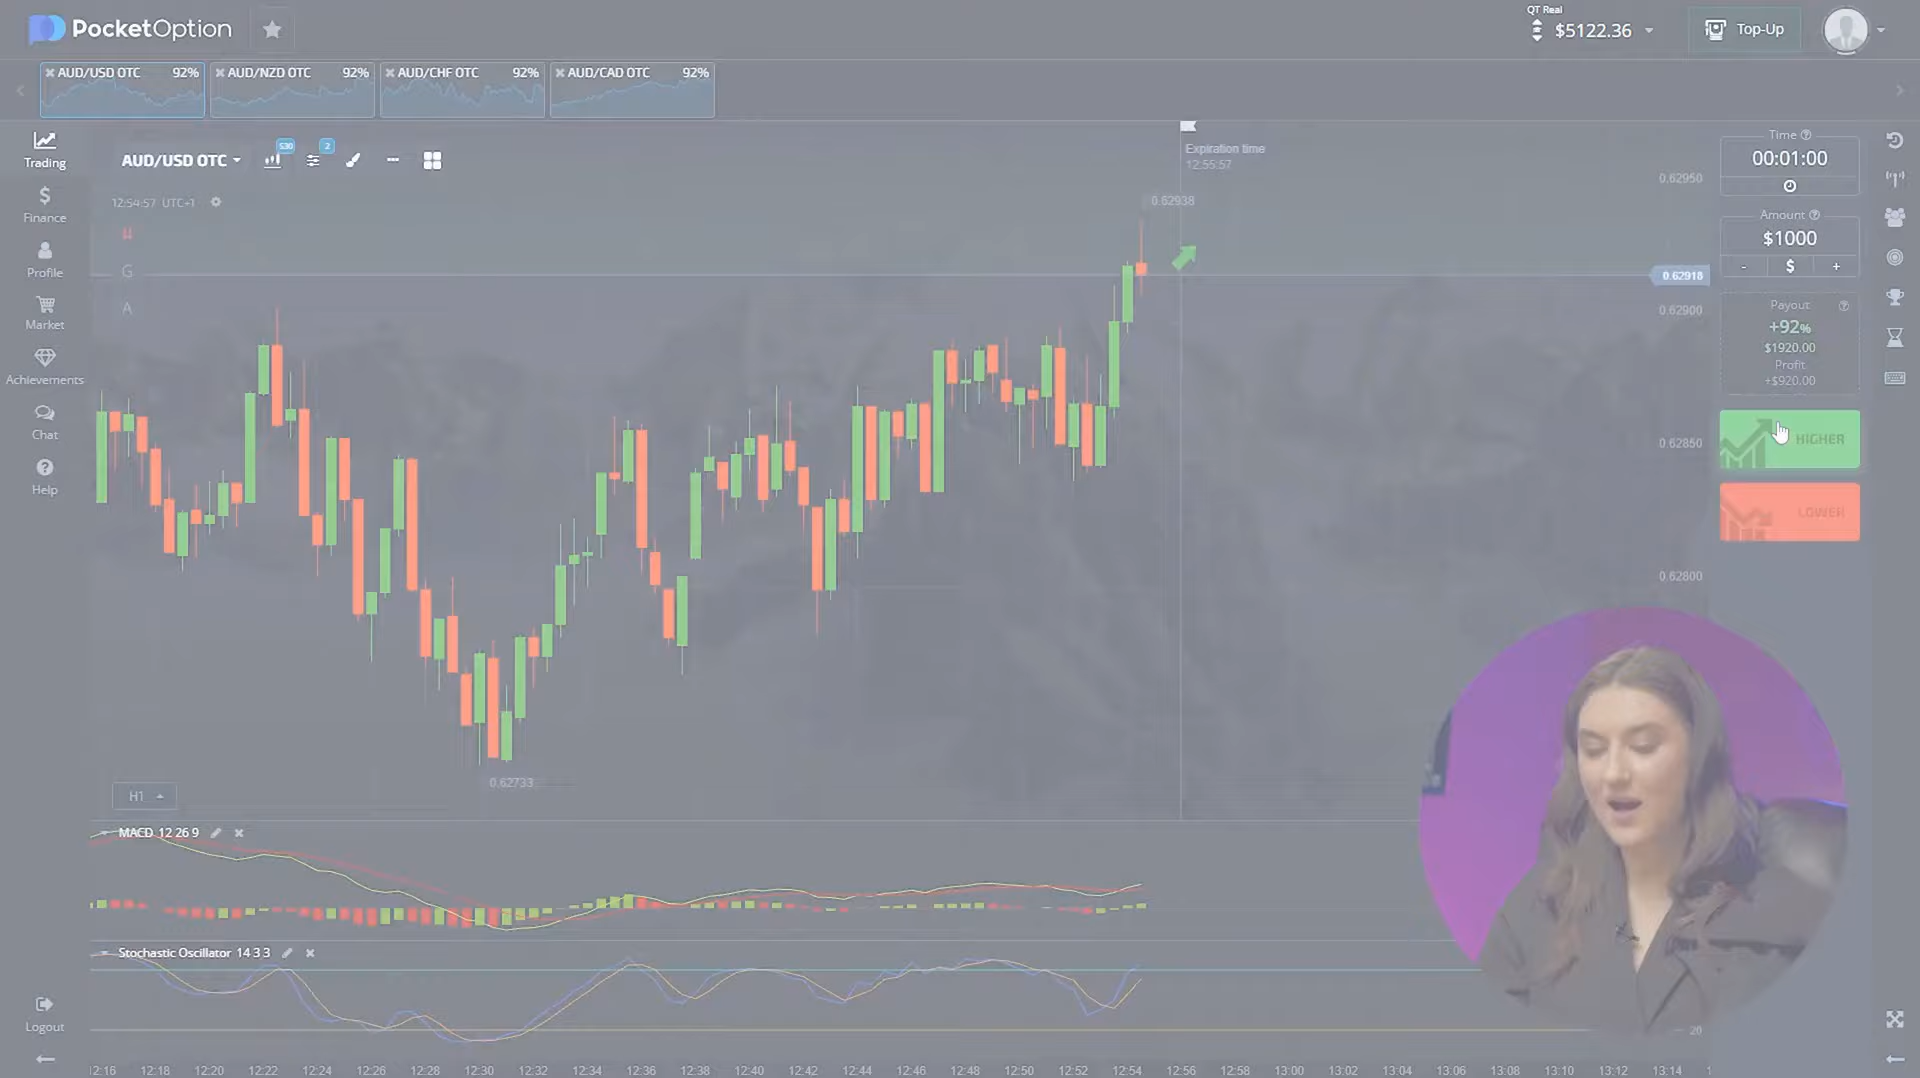 PocketOption
QT Real
$5122.36
Top-Up
AUD/USD OTC 92%
AUD/NZD OTC 92%
AUD/CHF OTC 92%
AUD/CAD OTC 92%
Trading
Finance
Profile
Market
Achievements
Chat
Help
Logout
AUD/USD OTC
S30
2
12:54:57 UTC+1
G
A
Expiration time
12:55:57
0.62938
0.62733
0.62950
0.62918
0.62900
0.62850
0.62800
Time
00:01:00
Amount
$1000
- $ +
Payout
+92%
$1920.00
Profit
+$920.00
HIGHER
LOWER
H1
MACD 12 26 9
Stochastic Oscillator 14 3 3
20
12:16 12:18 12:20 12:22 12:24 12:26 12:28 12:30 12:32 12:34 12:36 12:38 12:40 12:42 12:44 12:46 12:48 12:50 12:52 12:54 12:56 12:58 13:00 13:02 13:04 13:06 13:08 13:10 13:12 13:14